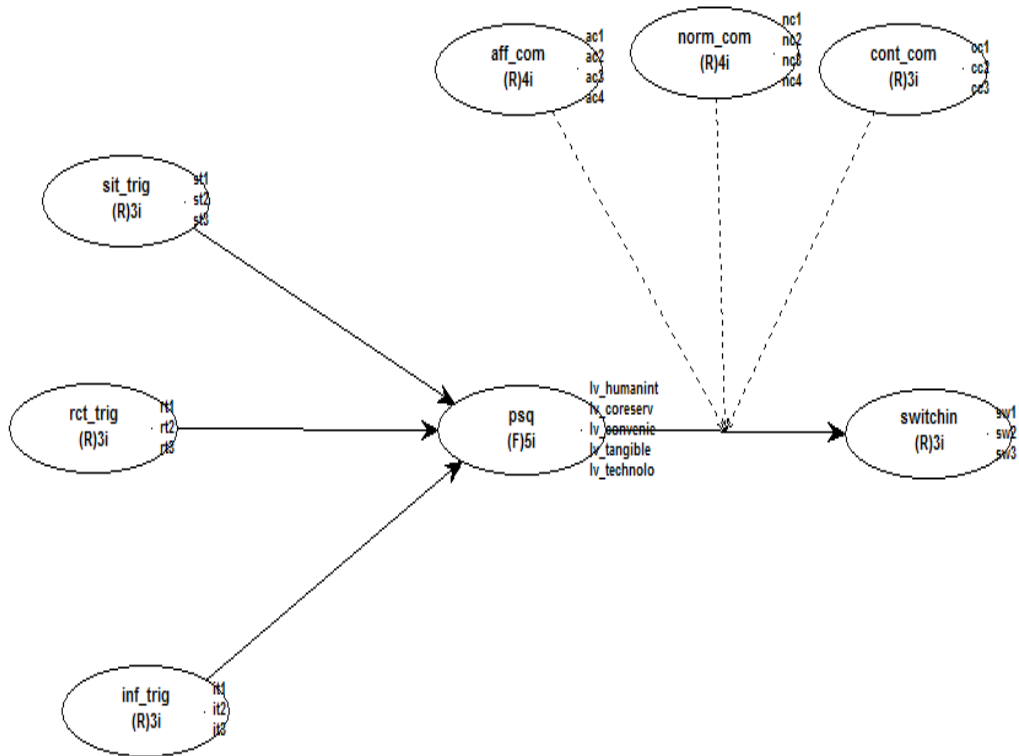 aff_com
(R)4i
ac1
ac2
ac3
ac4
norm_com
(R)4i
nc1
nc2
nc3
nc4
cont_com
(R)3i
cc1
cc2
cc3
sit_trig
(R)3i
st1
st2
st3
rct_trig
(R)3i
rt1
rt2
rt3
psq
(F)5i
lv_humanint
lv_coreserv
lv_convenie
lv_tangible
lv_technolo
switchin
(R)3i
sw1
sw2
sw3
inf_trig
(R)3i
it1
it2
it3